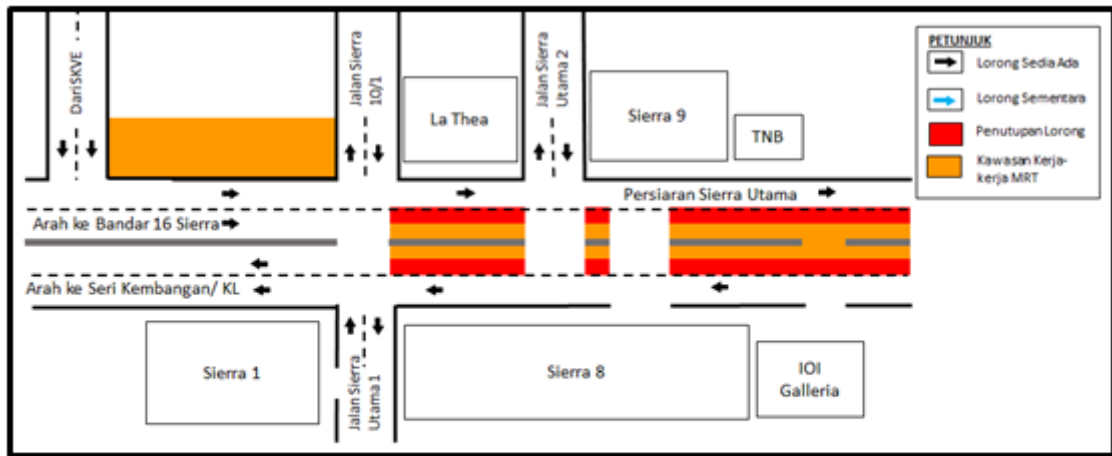 DariSKVE
Jalan Sierra
10/1
La Thea
Jalan Sierra
Utama 2
Sierra 9
TNB
PETUNJUK
Lorong Sedia Ada
Lorong Sementara
Penutupan Lorong
Kawasan Kerja-
kerja MRT
Persiaran Sierra Utama
Arah ke Bandar 16 Sierra
Arah ke Seri Kembangan/ KL
Sierra 1
Jalan Sierra
Utama 1
Sierra 8
IOI
Galleria